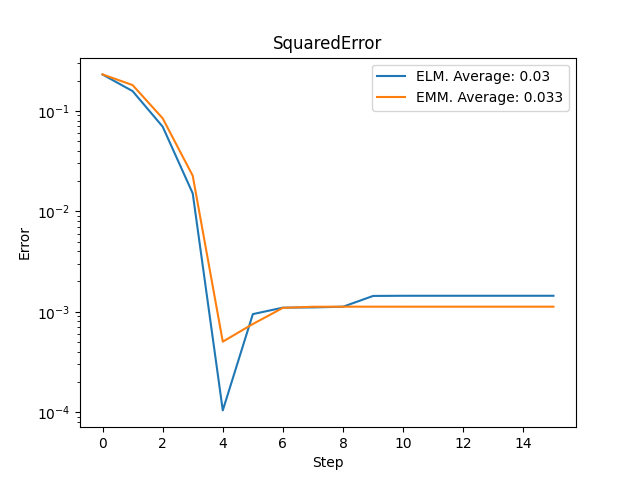 SquaredError
ELM. Average: 0.03
EMM. Average: 0.033
Error
10⁻¹
10⁻²
10⁻³
10⁻⁴
0 2 4 6 8 10 12 14
Step